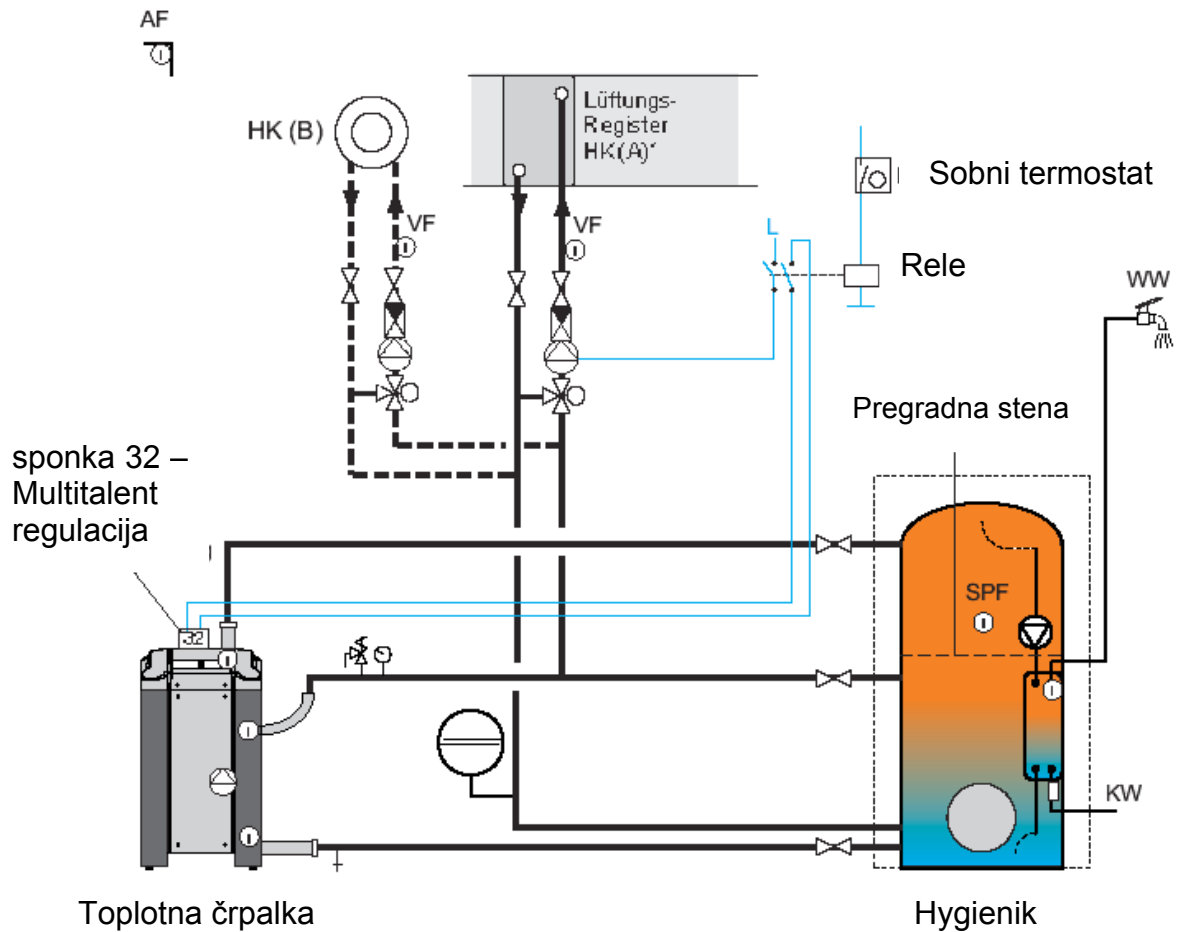 AF
HK (B)
Lüftungs-
Register
HK(A)*
VF
VF
L
Sobni termostat
Rele
WW
Pregradna stena
sponka 32 –
Multitalent
regulacija
32
SPF
KW
Toplotna črpalka
Hygienik